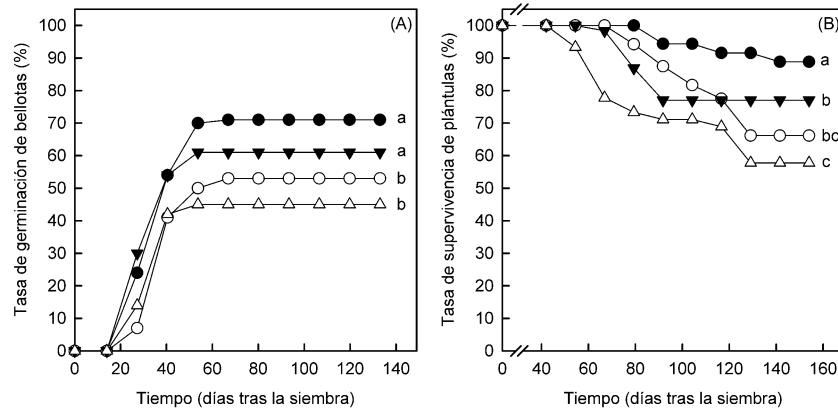 (A)
Tasa de germinación de bellotas (%)
100
90
80
70
60
50
40
30
20
10
0
a
a
b
b
0 20 40 60 80 100 120 140
Tiempo (días tras la siembra)
(B)
Tasa de supervivencia de plántulas (%)
100
90
80
70
60
50
40
30
20
10
0
a
b
bc
c
0 40 60 80 100 120 140 160
Tiempo (días tras la siembra)